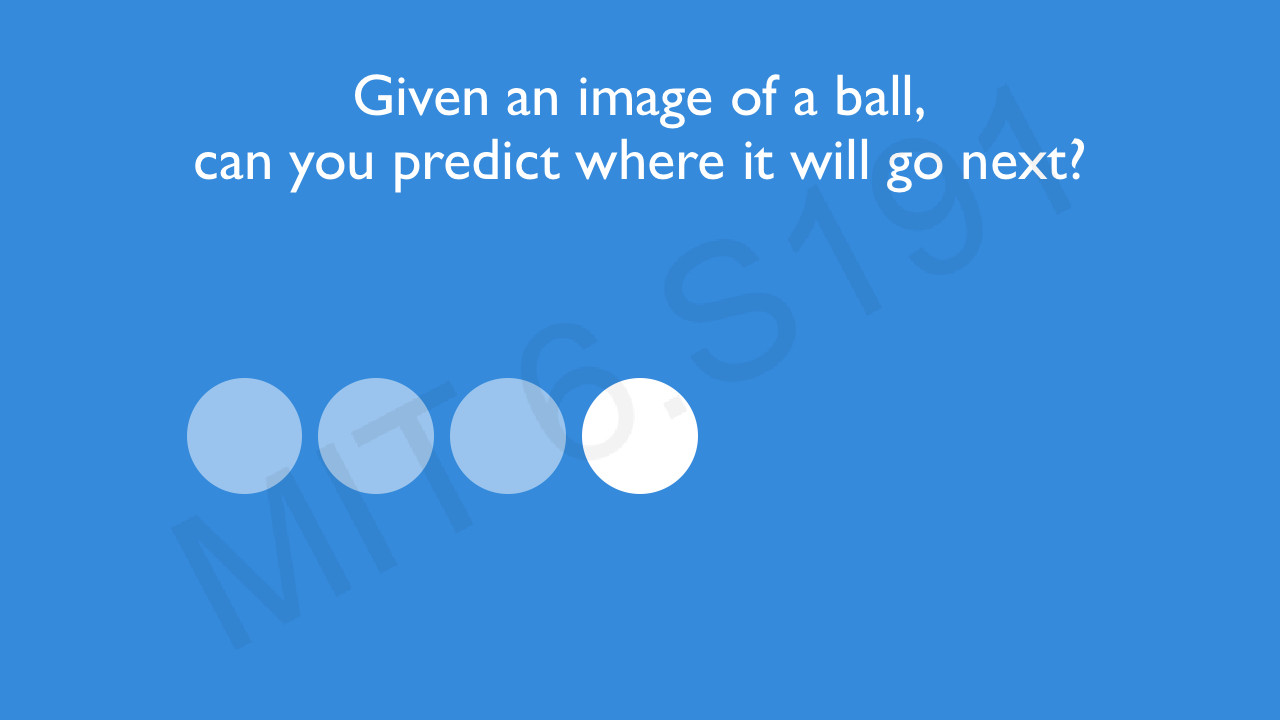 Given an image of a ball,
can you predict where it will go next?
MIT 6.S191